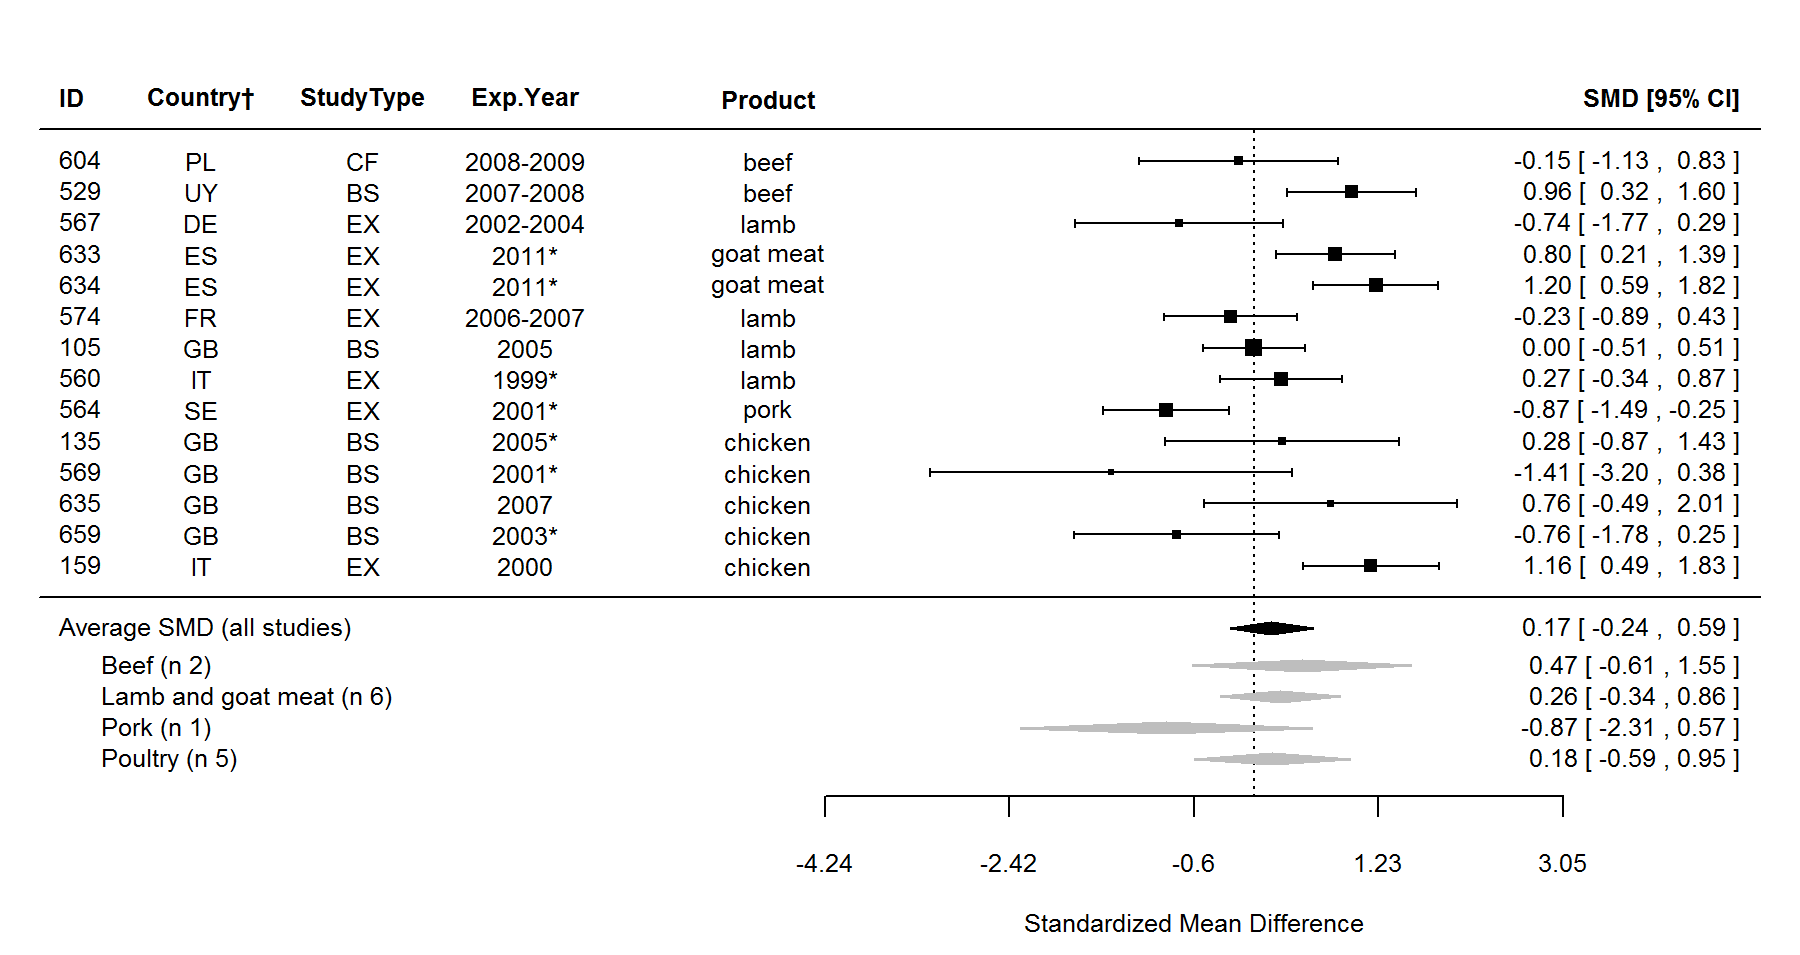 ID Country† StudyType Exp.Year Product SMD [95% CI]
604 PL CF 2008-2009 beef -0.15 [ -1.13 , 0.83 ]
529 UY BS 2007-2008 beef 0.96 [ 0.32 , 1.60 ]
567 DE EX 2002-2004 lamb -0.74 [ -1.77 , 0.29 ]
633 ES EX 2011* goat meat 0.80 [ 0.21 , 1.39 ]
634 ES EX 2011* goat meat 1.20 [ 0.59 , 1.82 ]
574 FR EX 2006-2007 lamb -0.23 [ -0.89 , 0.43 ]
105 GB BS 2005 lamb 0.00 [ -0.51 , 0.51 ]
560 IT EX 1999* lamb 0.27 [ -0.34 , 0.87 ]
564 SE EX 2001* pork -0.87 [ -1.49 , -0.25 ]
135 GB BS 2005* chicken 0.28 [ -0.87 , 1.43 ]
569 GB BS 2001* chicken -1.41 [ -3.20 , 0.38 ]
635 GB BS 2007 chicken 0.76 [ -0.49 , 2.01 ]
659 GB BS 2003* chicken -0.76 [ -1.78 , 0.25 ]
159 IT EX 2000 chicken 1.16 [ 0.49 , 1.83 ]
Average SMD (all studies) 0.17 [ -0.24 , 0.59 ]
Beef (n 2) 0.47 [ -0.61 , 1.55 ]
Lamb and goat meat (n 6) 0.26 [ -0.34 , 0.86 ]
Pork (n 1) -0.87 [ -2.31 , 0.57 ]
Poultry (n 5) 0.18 [ -0.59 , 0.95 ]
-4.24 -2.42 -0.6 1.23 3.05
Standardized Mean Difference